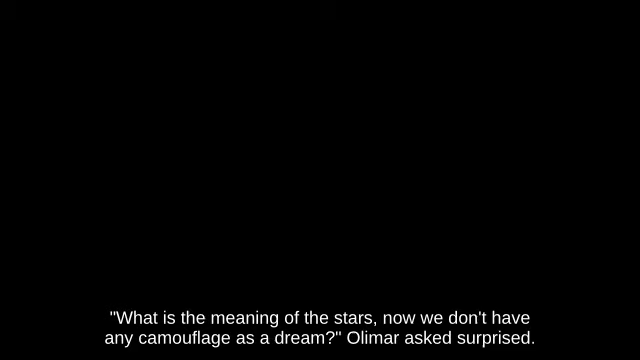 "What is the meaning of the stars, now we don't have
any camouflage as a dream?" Olimar asked surprised.